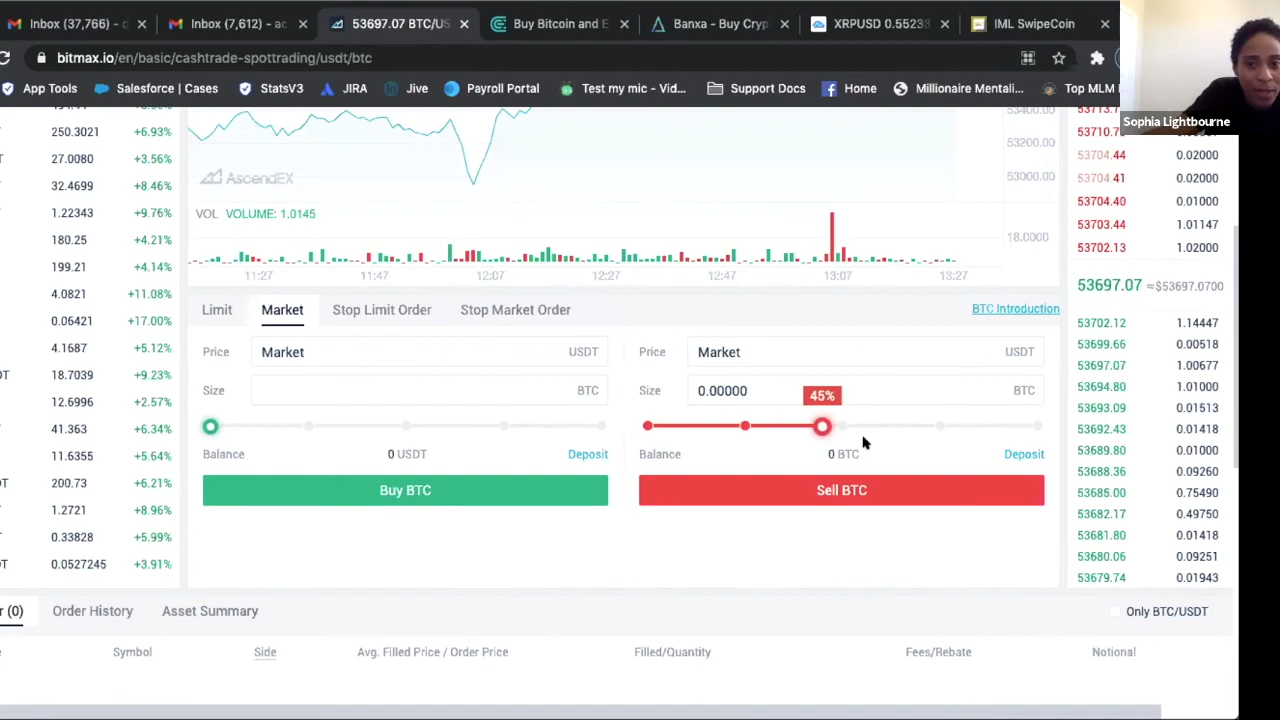 Inbox (37,766) - d
Inbox (7,612) - ac
53697.07 BTC/US
Buy Bitcoin and E
Banxa - Buy Cryp
XRPUSD 0.5523
IML SwipeCoin
bitmax.io/en/basic/cashtrade-spottrading/usdt/btc
App Tools
Salesforce | Cases
StatsV3
JIRA
Jive
Payroll Portal
Test my mic - Vid...
Support Docs
Home
Millionaire Mentali...
Top MLM
Sophia Lightbourne
250.3021 +6.93%
27.0080 +3.56%
32.4699 +8.46%
1.22343 +9.76%
180.25 +4.21%
199.21 +4.14%
4.0821 +11.08%
0.06421 +17.00%
4.1687 +5.12%
18.7039 +9.23%
12.6996 +2.57%
41.363 +6.34%
11.6355 +5.64%
200.73 +6.21%
1.2721 +8.96%
0.33828 +5.99%
0.0527245 +3.91%
53400.00
53200.00
53000.00
AscendEX
VOL VOLUME: 1.0145
18.0000
11:27 11:47 12:07 12:27 12:47 13:07 13:27
Limit
Market
Stop Limit Order
Stop Market Order
BTC Introduction
Price Market USDT
Size BTC
Balance 0 USDT Deposit
Buy BTC
Price Market USDT
Size 0.00000 BTC
45%
Balance 0 BTC Deposit
Sell BTC
53710.7
53704.44 0.02000
53704.41 0.02000
53704.40 0.01000
53703.44 1.01147
53702.13 1.02000
53697.07 ≈$53697.0700
53702.12 1.14447
53699.66 0.00518
53697.07 1.00677
53694.80 1.01000
53693.09 0.01513
53692.43 0.01418
53689.80 0.01000
53688.36 0.09260
53685.00 0.75490
53682.17 0.49750
53681.80 0.01418
53680.06 0.09251
53679.74 0.01943
r (0)
Order History
Asset Summary
Only BTC/USDT
Symbol
Side
Avg. Filled Price / Order Price
Filled/Quantity
Fees/Rebate
Notional